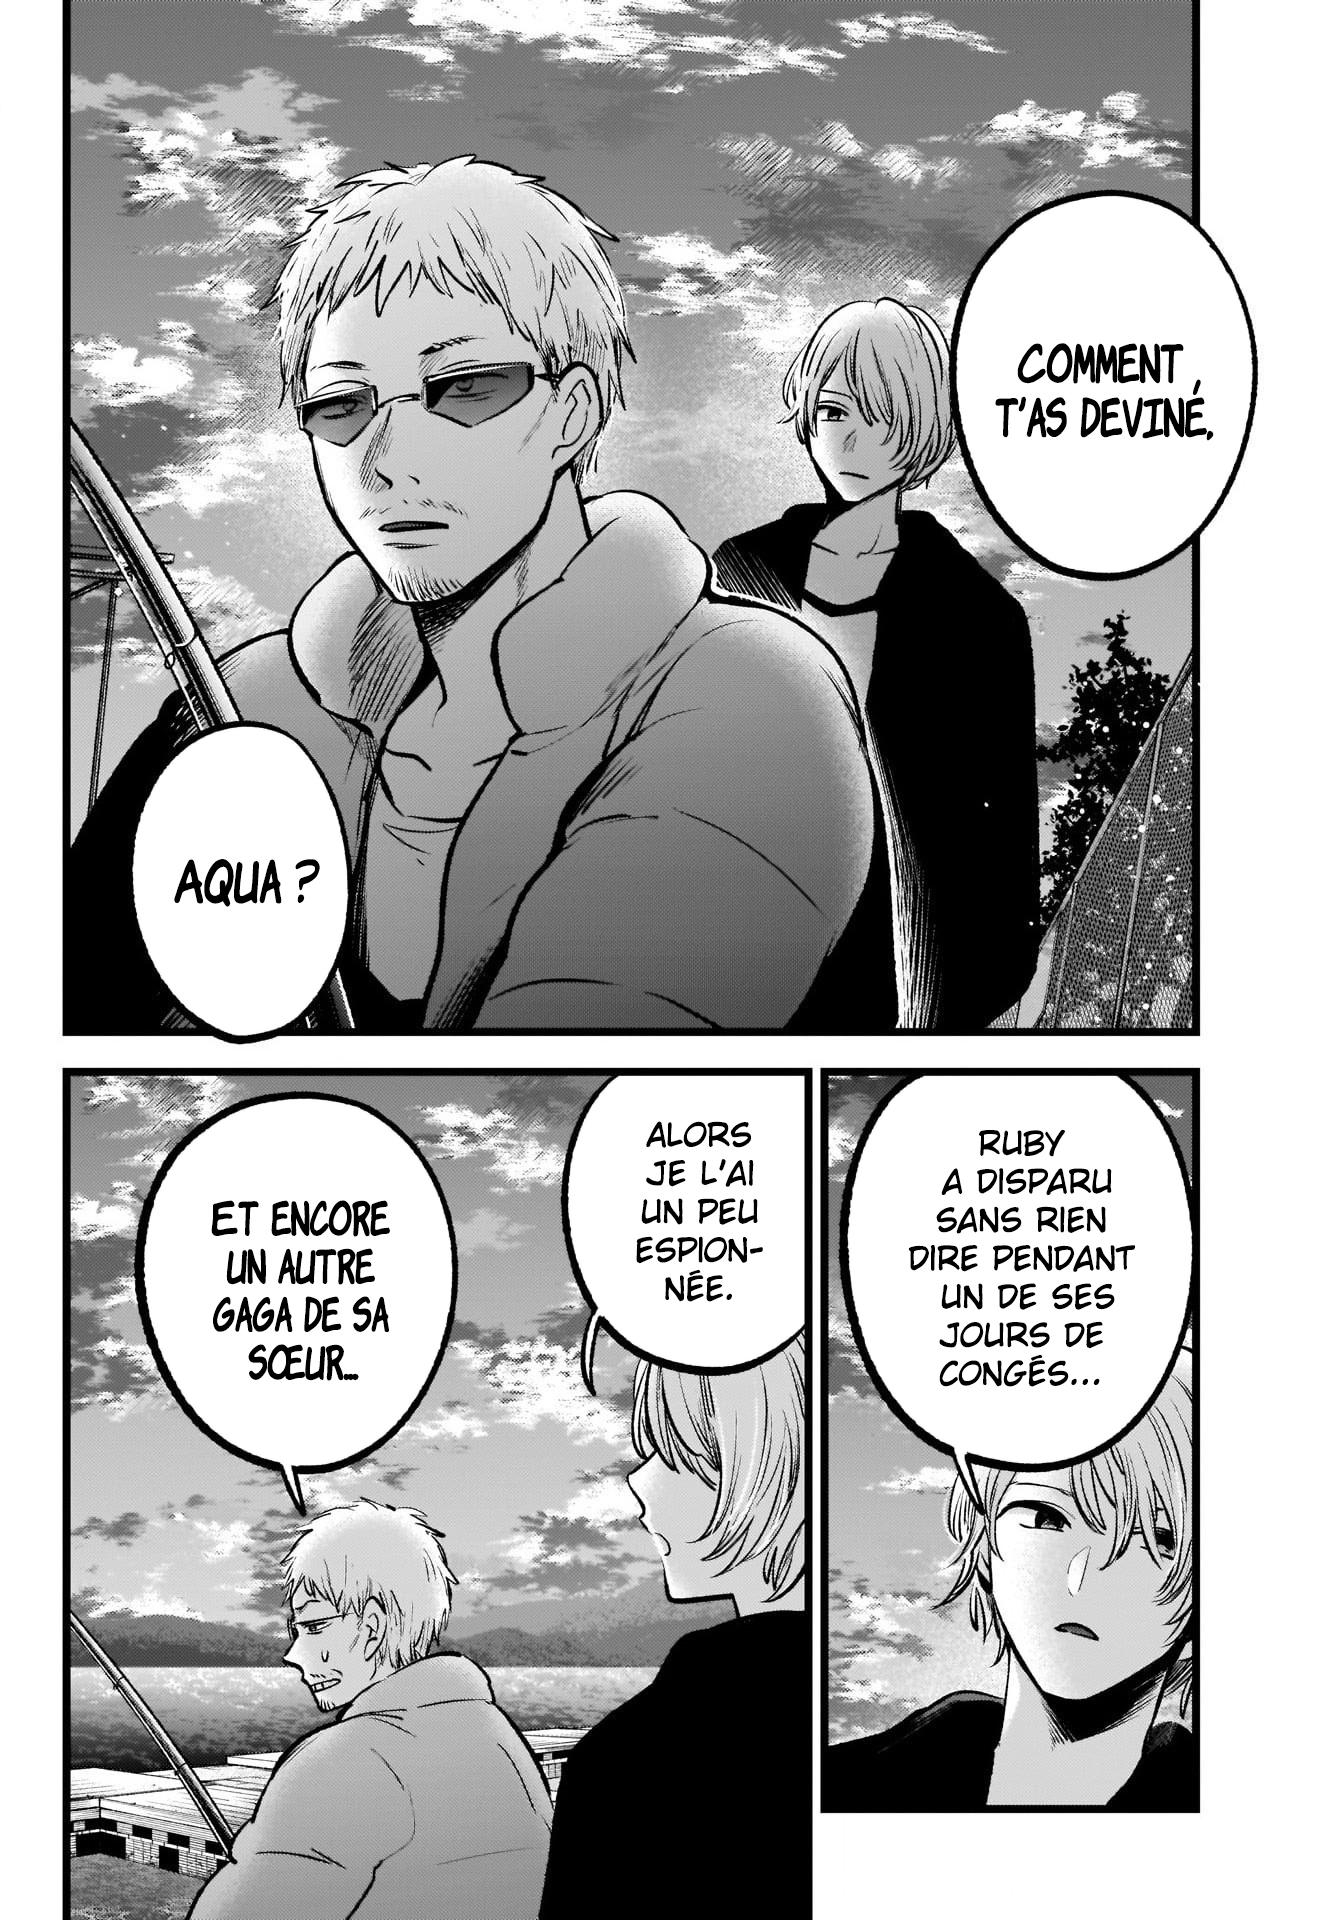 COMMENT,
T'AS DEVINÉ,
AQUA ?
RUBY
A DISPARU
SANS RIEN
DIRE PENDANT
UN DE SES
JOURS DE
CONGÉS...
ALORS
JE L'AI
UN PEU
ESPION-
NÉE.
ET ENCORE
UN AUTRE
GAGA DE SA
SŒUR...